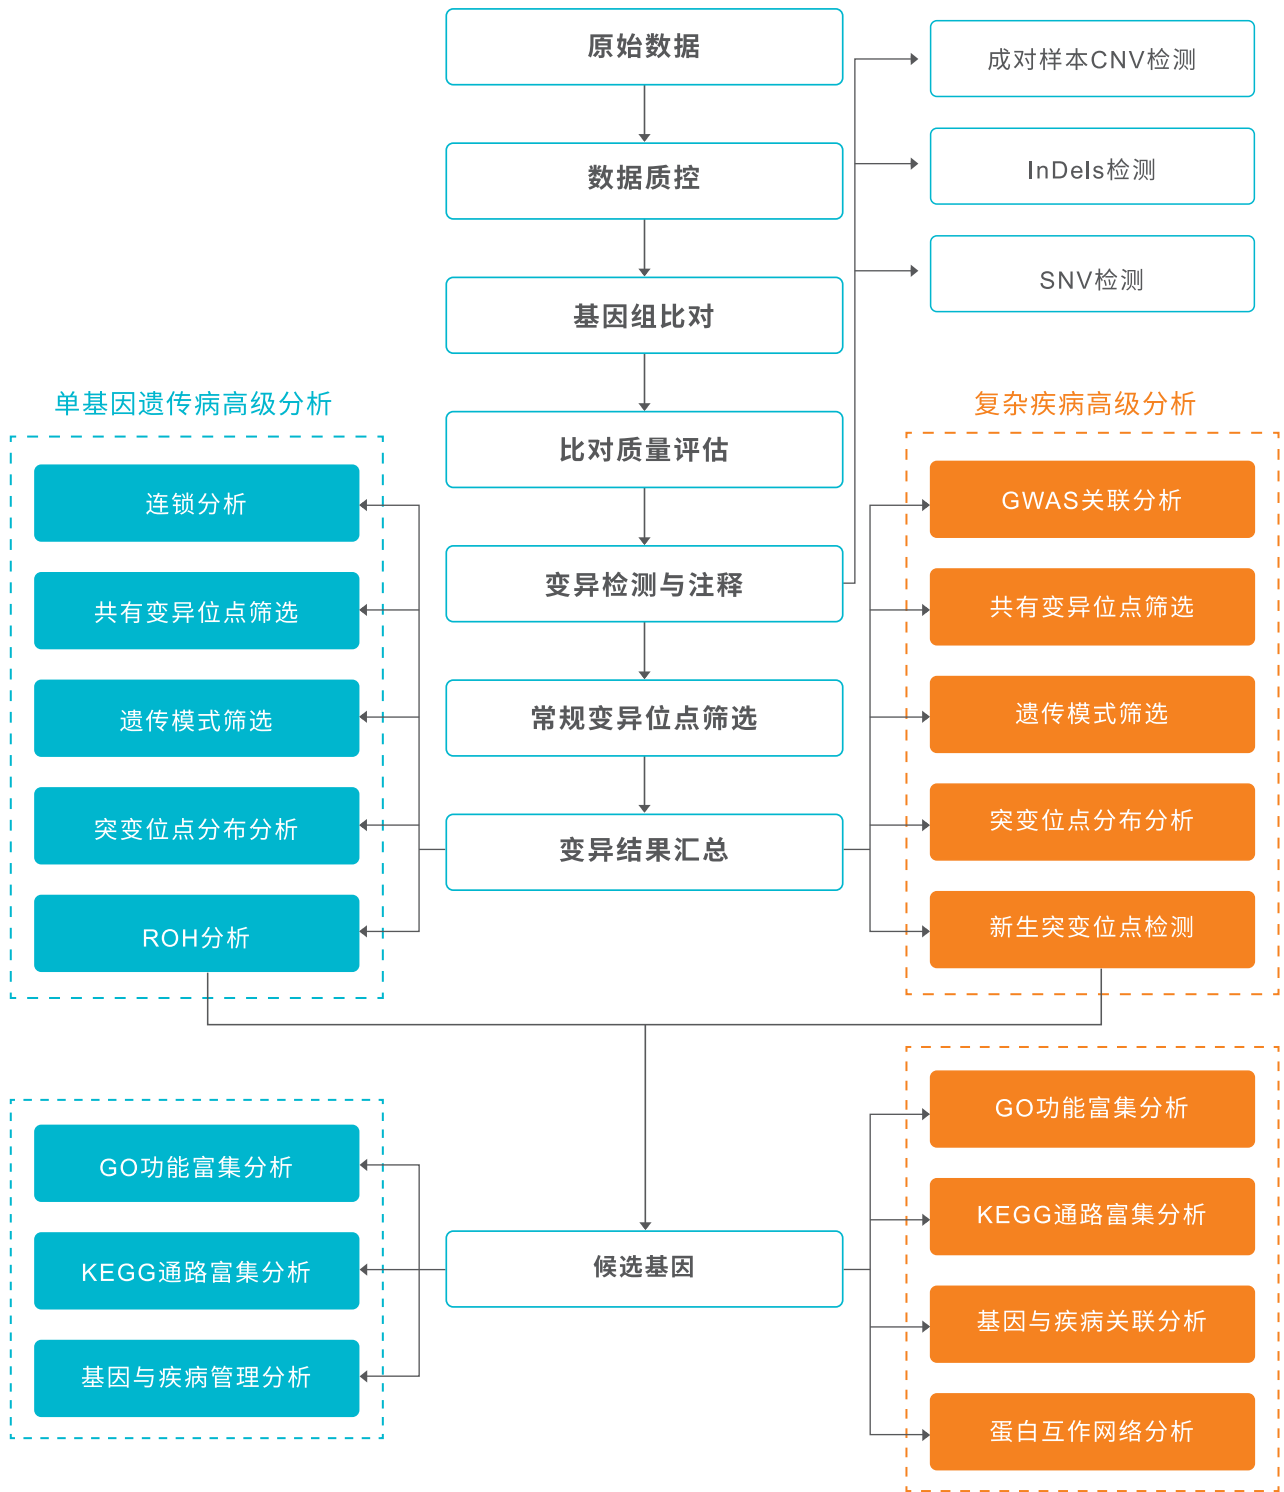 原始数据
数据质控
基因组比对
比对质量评估
变异检测与注释
常规变异位点筛选
变异结果汇总
成对样本CNV检测
InDels检测
SNV检测
单基因遗传病高级分析
连锁分析
共有变异位点筛选
遗传模式筛选
突变位点分布分析
ROH分析
复杂疾病高级分析
GWAS关联分析
共有变异位点筛选
遗传模式筛选
突变位点分布分析
新生突变位点检测
候选基因
GO功能富集分析
KEGG通路富集分析
基因与疾病管理分析
GO功能富集分析
KEGG通路富集分析
基因与疾病关联分析
蛋白互作网络分析